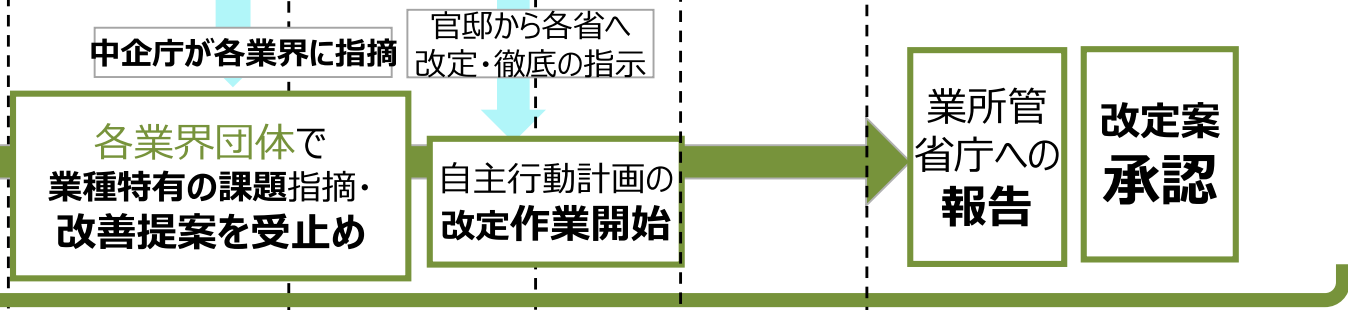 中企庁が各業界に指摘
官邸から各省へ
改定・徹底の指示
各業界団体で
業種特有の課題指摘・
改善提案を受止め
自主行動計画の
改定作業開始
業所管
省庁への
報告
改定案
承認